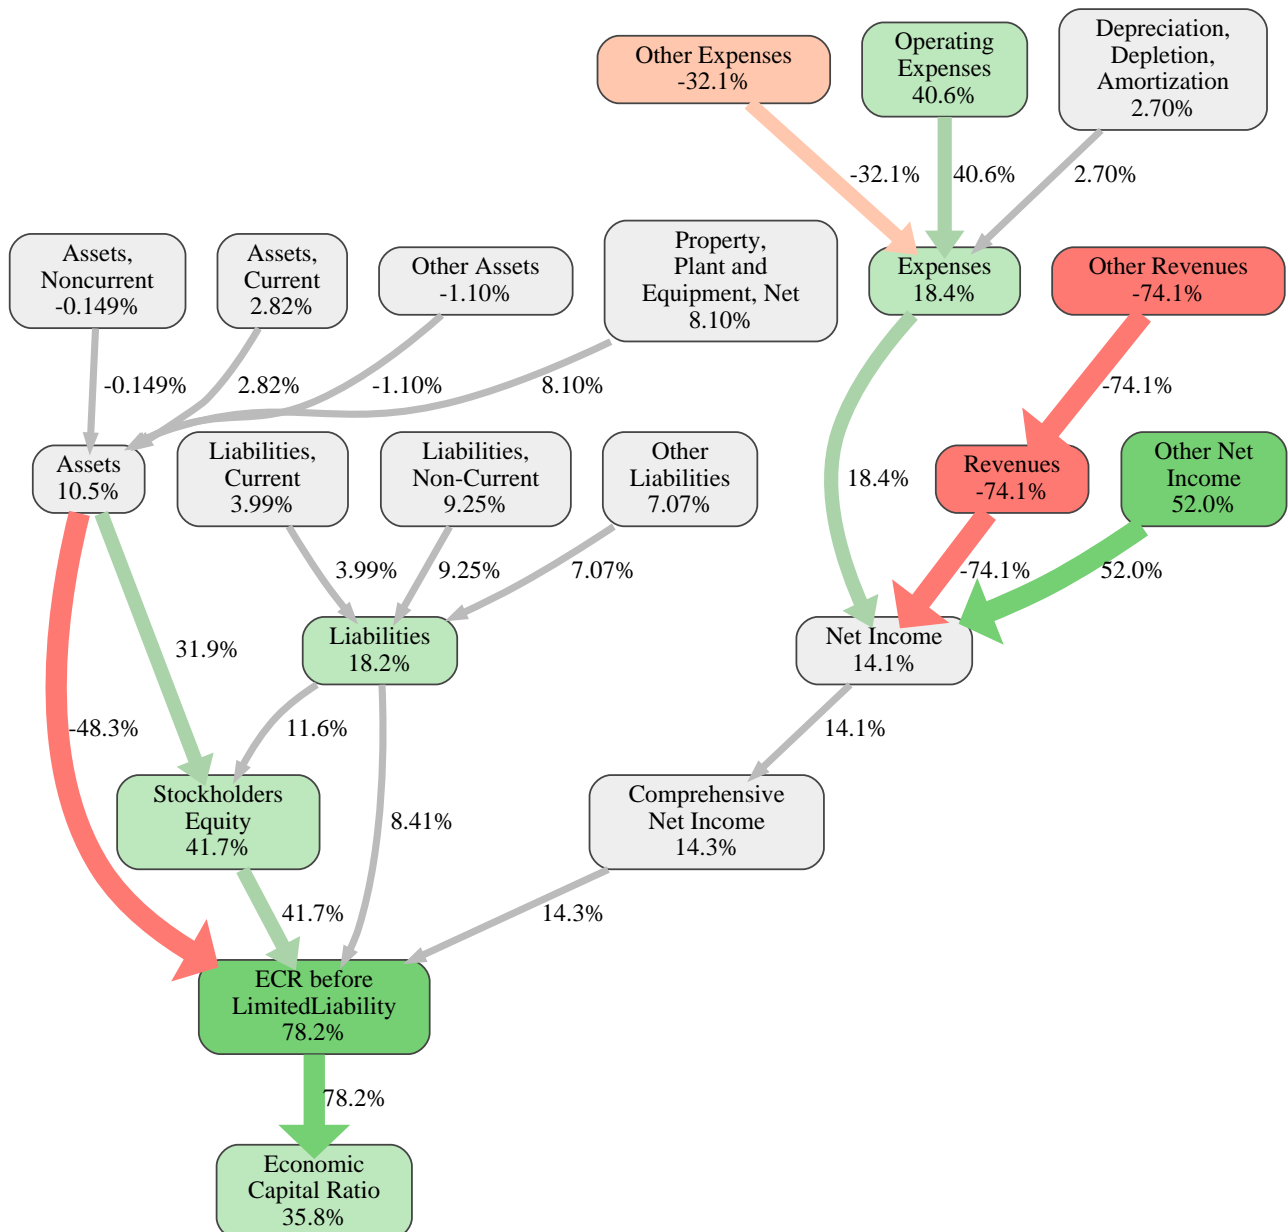 Other Expenses
-32.1%
Operating
Expenses
40.6%
Depreciation,
Depletion,
Amortization
2.70%
-32.1%
40.6%
2.70%
Assets,
Noncurrent
-0.149%
Assets,
Current
2.82%
Other Assets
-1.10%
Property,
Plant and
Equipment, Net
8.10%
Expenses
18.4%
Other Revenues
-74.1%
-0.149%
2.82%
-1.10%
8.10%
-74.1%
Assets
10.5%
Liabilities,
Current
3.99%
Liabilities,
Non-Current
9.25%
Other
Liabilities
7.07%
18.4%
Revenues
-74.1%
Other Net
Income
52.0%
3.99%
9.25%
7.07%
-74.1%
52.0%
31.9%
Liabilities
18.2%
Net Income
14.1%
-48.3%
11.6%
14.1%
Stockholders
Equity
41.7%
8.41%
Comprehensive
Net Income
14.3%
41.7%
14.3%
ECR before
LimitedLiability
78.2%
78.2%
Economic
Capital Ratio
35.8%